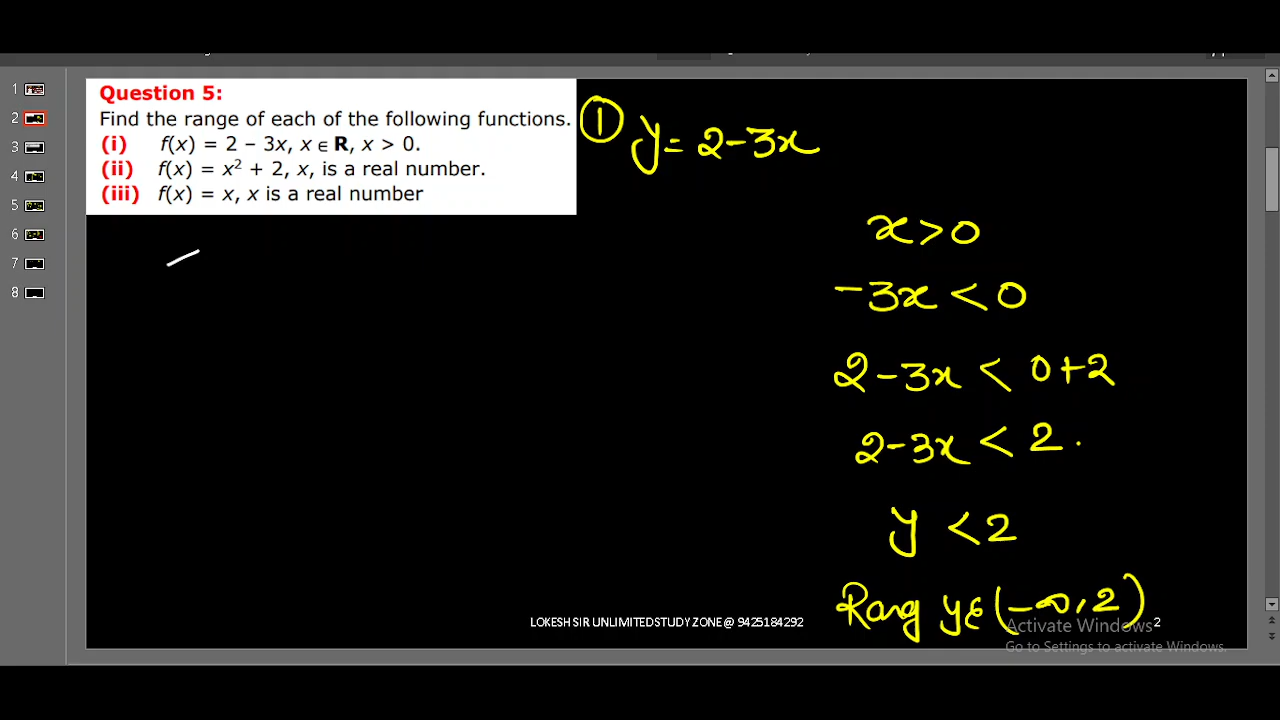 1
2
3
4
5
6
7
8
Question 5:
Find the range of each of the following functions.
(i) f(x) = 2 – 3x, x ∈ R, x > 0.
(ii) f(x) = x² + 2, x, is a real number.
(iii) f(x) = x, x is a real number
① y = 2-3x
x > 0
-3x < 0
2-3x < 0+2
2-3x < 2.
y < 2
Rang y∈(-∞, 2)
LOKESH SIR UNLIMITEDSTUDY ZONE@ 9425184292
2
Activate Windows
Go to Settings to activate Windows.